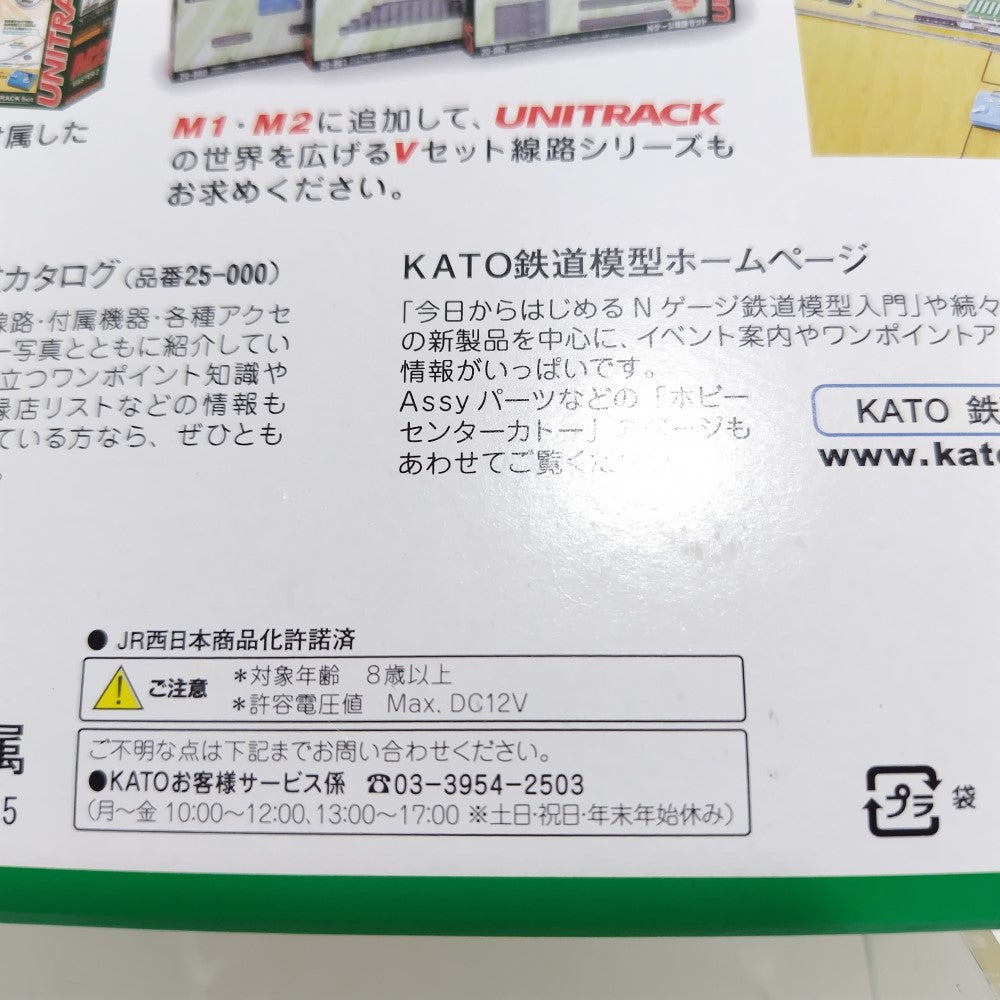 UNITRACK
M2
20-860
M1・M2に追加して、UNITRACK
の世界を広げるVセット線路シリーズも
お求めください。
付属した
カタログ(品番25-000)
線路・付属機器・各種アクセ
ー写真とともに紹介してい
立つワンポイント知識や
縁店リストなどの情報も
ている方なら、ぜひとも
。
KATO鉄道模型ホームページ
「今日からはじめるNゲージ鉄道模型入門」や続々
の新製品を中心に、イベント案内やワンポイントア
情報がいっぱいです。
Assyパーツなどの「ホビー
センターカトー」のページも
あわせてご覧くだ
KATO 鉄
www.kato
●JR西日本商品化許諾済
ご注意
*対象年齢 8歳以上
*許容電圧値 Max. DC12V
ご不明な点は下記までお問い合わせください。
●KATOお客様サービス係 ☎03-3954-2503
(月〜金 10:00〜12:00、13:00〜17:00 ※土日・祝日・年末年始休み)
属
5
プラ 袋